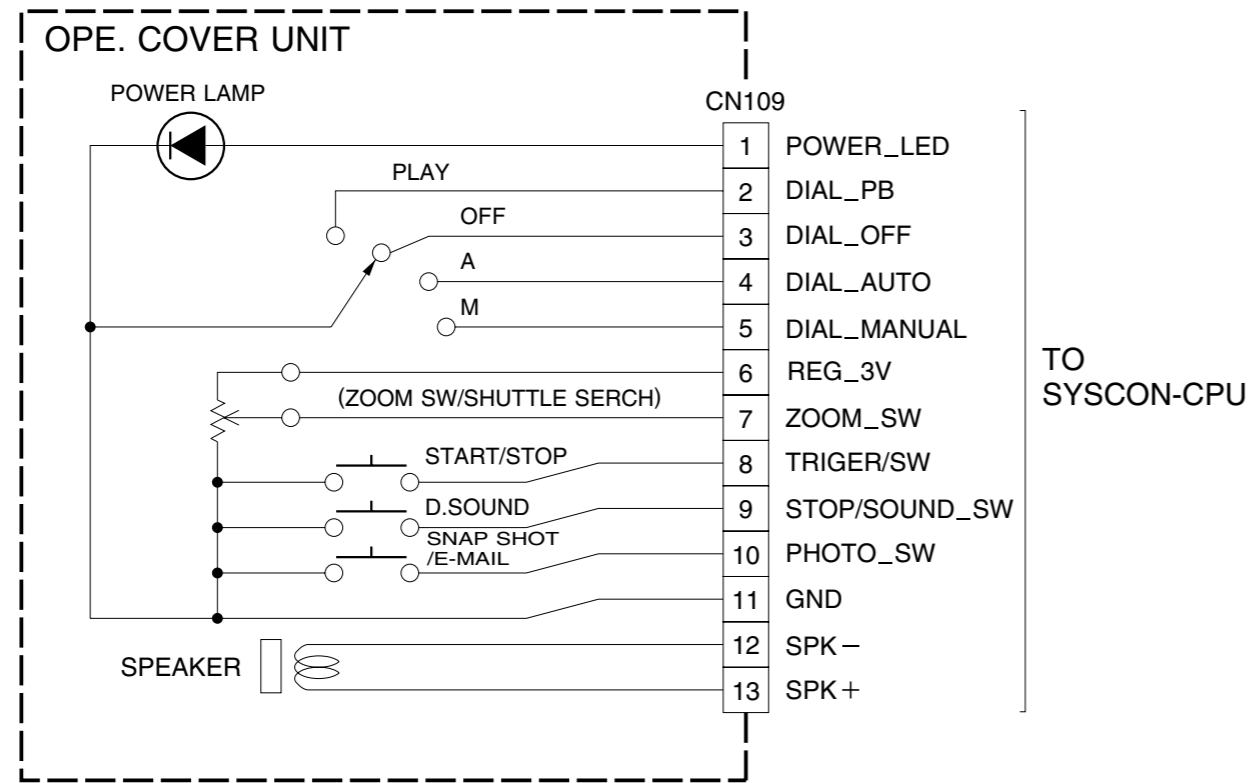 OPE. COVER UNIT
POWER LAMP
CN109
1 POWER_LED
PLAY
2 DIAL_PB
OFF
3 DIAL_OFF
A
4 DIAL_AUTO
M
5 DIAL_MANUAL
6 REG_3V
(ZOOM SW/SHUTTLE SERCH)
7 ZOOM_SW
START/STOP
8 TRIGER/SW
D.SOUND
9 STOP/SOUND_SW
SNAP SHOT
/E-MAIL
10 PHOTO_SW
11 GND
12 SPK−
SPEAKER
13 SPK+
TO
SYSCON-CPU